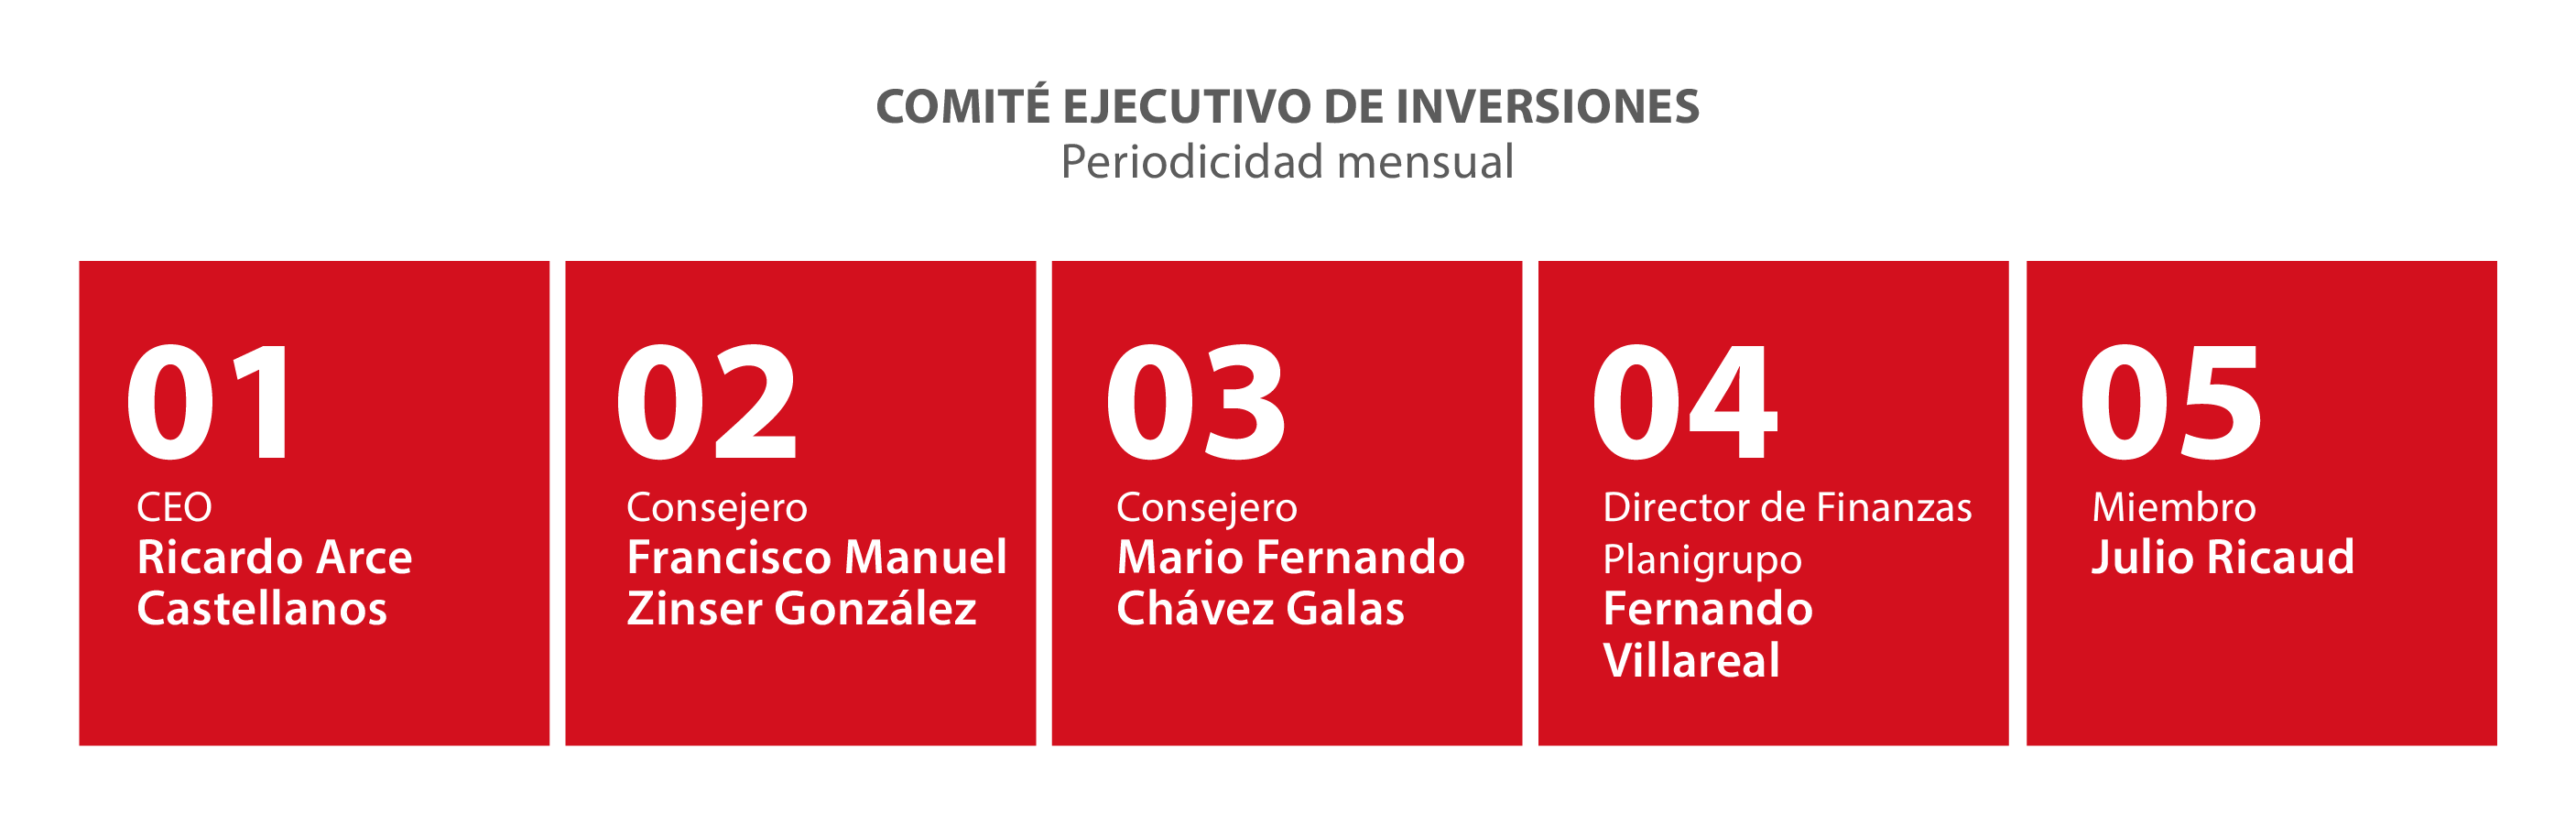 COMITÉ EJECUTIVO DE INVERSIONES
Periodicidad mensual
01
CEO
Ricardo Arce
Castellanos
02
Consejero
Francisco Manuel
Zinser González
03
Consejero
Mario Fernando
Chávez Galas
04
Director de Finanzas
Planigrupo
Fernando
Villareal
05
Miembro
Julio Ricaud